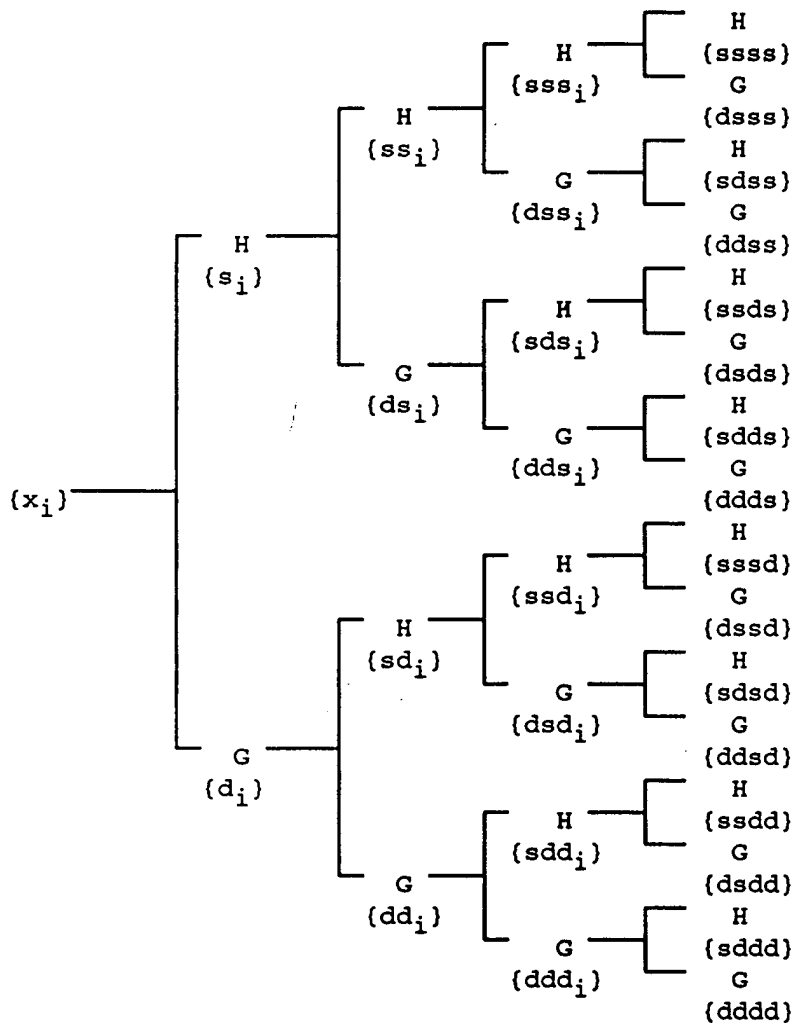 H
{ssss}
H
{sss_i}
G
{dsss}
H
{ss_i}
H
{sdss}
G
{dss_i}
G
{ddss}
H
{s_i}
H
{ssds}
H
{sds_i}
G
{dsds}
G
{ds_i}
H
{sdds}
G
{dds_i}
G
{ddds}
{x_i}
H
{sssd}
H
{ssd_i}
G
{dssd}
H
{sd_i}
H
{sdsd}
G
{dsd_i}
G
{ddsd}
G
{d_i}
H
{ssdd}
H
{sdd_i}
G
{dsdd}
G
{dd_i}
H
{sddd}
G
{ddd_i}
G
{dddd}